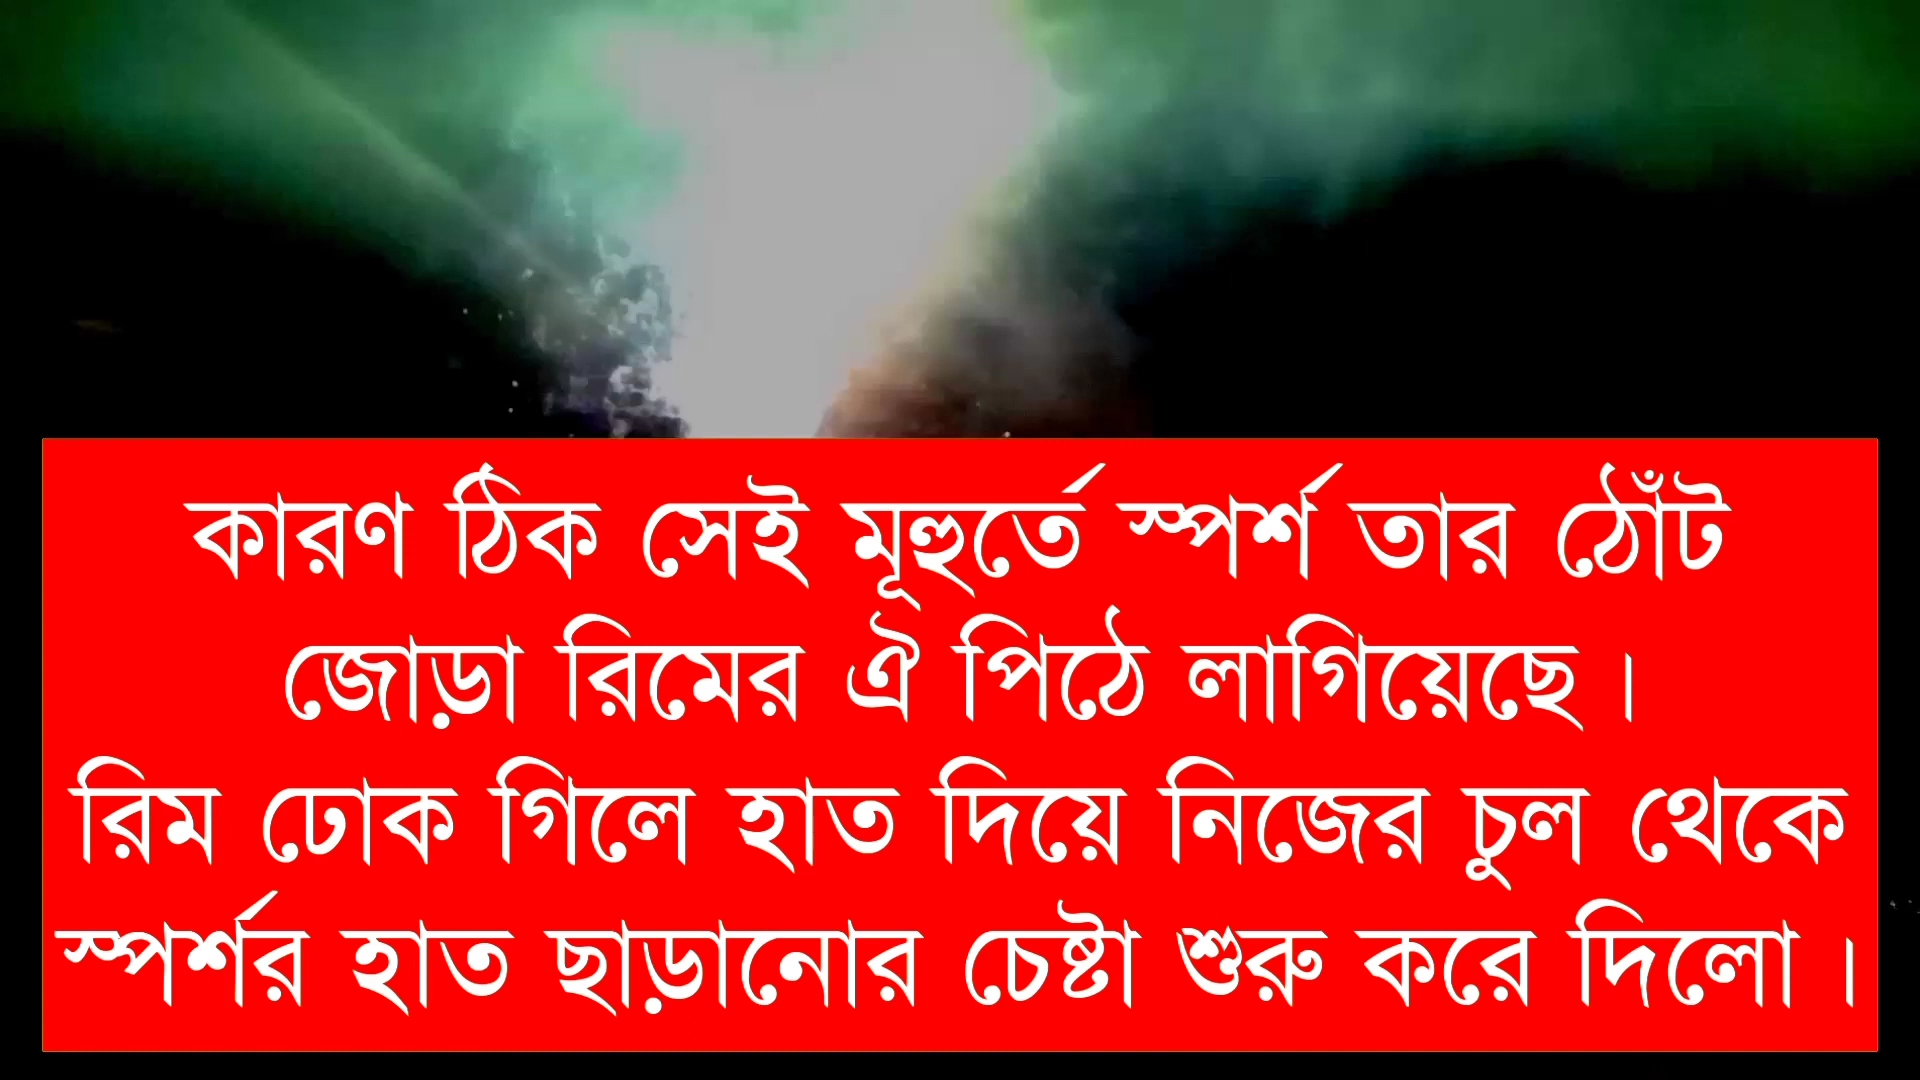 কারণ ঠিক সেই মূহুর্তে স্পর্শ তার ঠোঁট
জোড়া রিমের ঐ পিঠে লাগিয়েছে।
রিম ঢোক গিলে হাত দিয়ে নিজের চুল থেকে
স্পর্শর হাত ছাড়ানোর চেষ্টা শুরু করে দিলো।